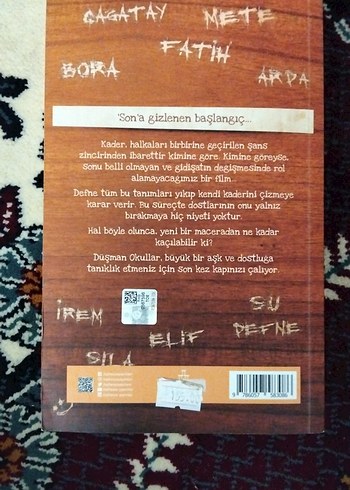 ÇAĞATAY METE
FATİH
BORA
ARDA
'Son'a gizlenen başlangıç...
Kader, halkaları birbirine geçirilen şans
zincirinden ibarettir kimine göre. Kimine göreyse,
sonu belli olmayan ve gidişatın değişmesinde rol
alamayacağımız bir film...
Defne tüm bu tanımları yıkıp kendi kaderini çizmeye
karar verir. Bu süreçte dostlarının onu yalnız
bırakmaya hiç niyeti yoktur.
Hal böyle olunca, yeni bir maceradan ne kadar
kaçılabilir ki?
Düşman Okullar, büyük bir aşk ve dostluğa
tanıklık etmeniz için son kez kapınızı çalıyor.
İREM
SU
ELİF
DEFNE
SILA
9 786057 583086